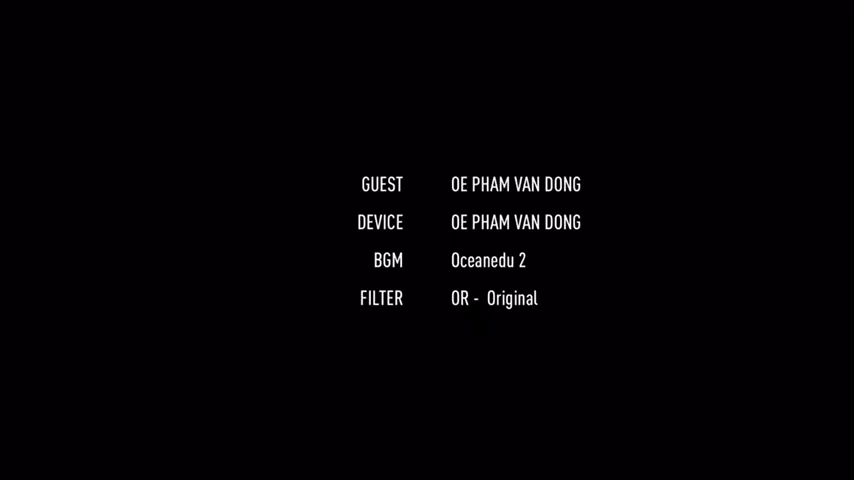 GUEST OE PHAM VAN DONG
DEVICE OE PHAM VAN DONG
BGM Oceanedu 2
FILTER OR - Original